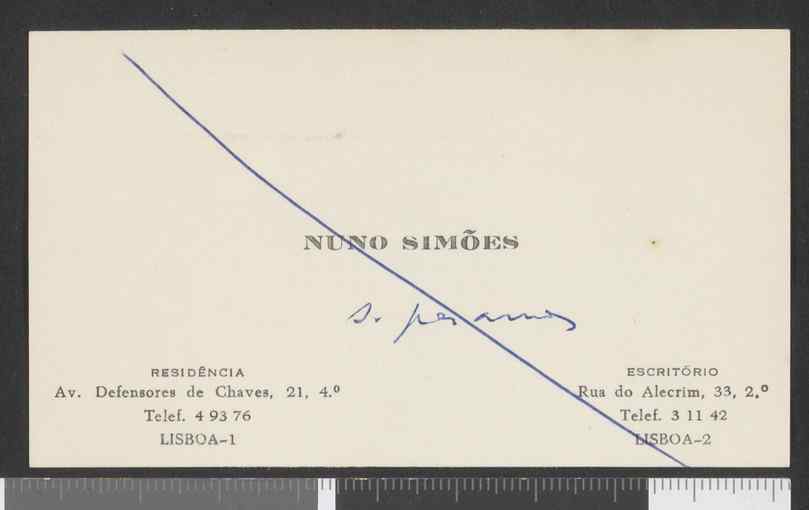 NUNO SIMÕES
s.
RESIDÊNCIA
Av. Defensores de Chaves, 21, 4.º
Telef. 4 93 76
LISBOA-1
ESCRITÓRIO
Rua do Alecrim, 33, 2.º
Telef. 3 11 42
LISBOA-2